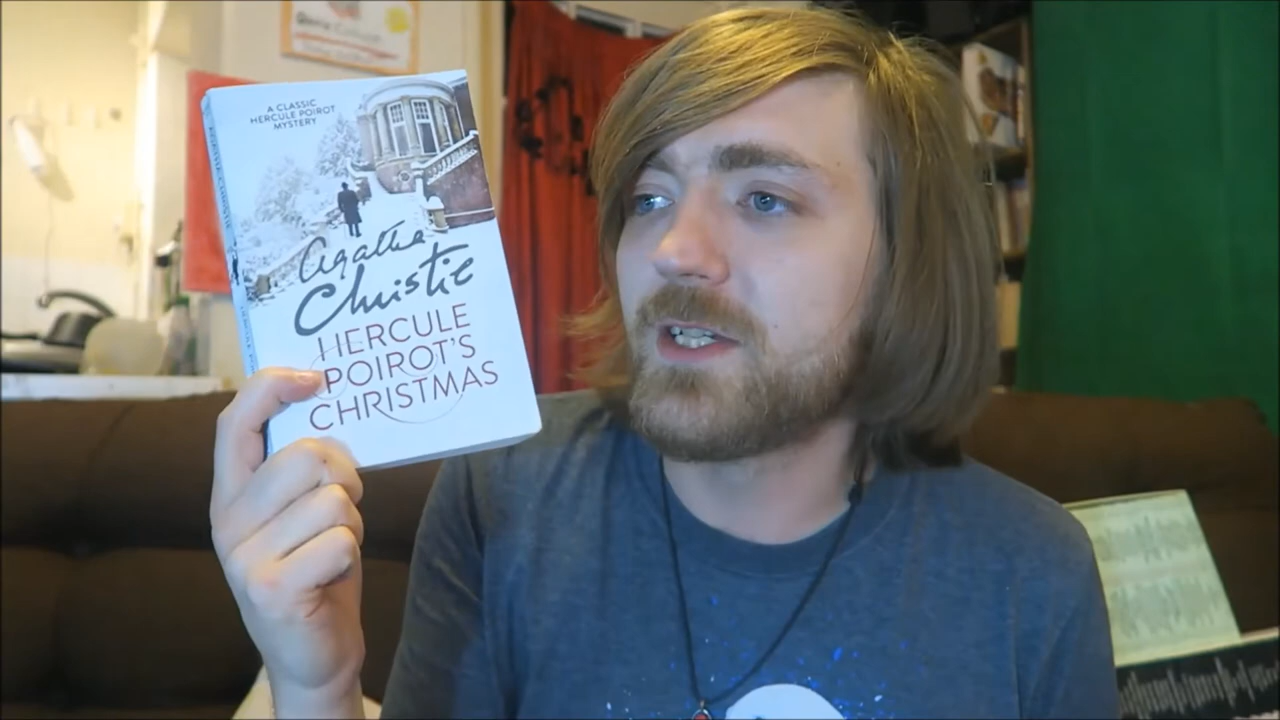 A CLASSIC
HERCULE POIROT
MYSTERY
Agatha
Christie
HERCULE
POIROT'S
CHRISTMAS